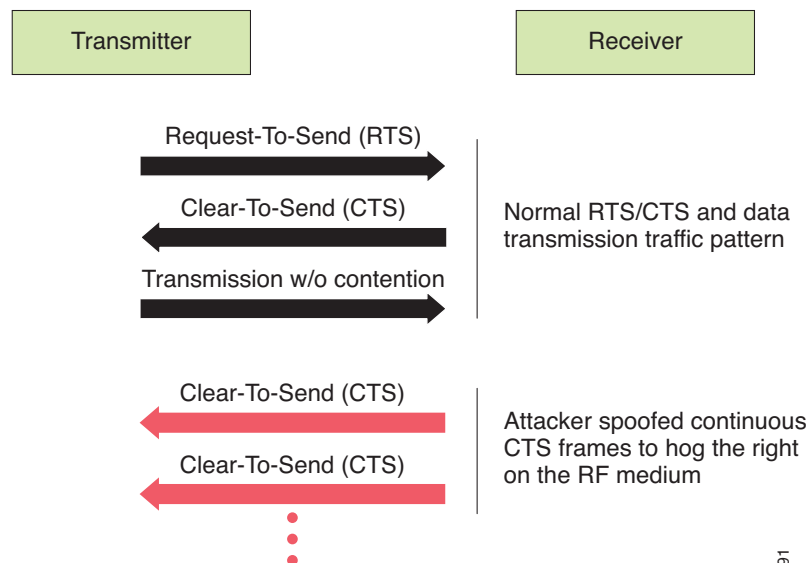 Transmitter
Receiver
Request-To-Send (RTS)
Clear-To-Send (CTS)
Transmission w/o contention
Normal RTS/CTS and data
transmission traffic pattern
Clear-To-Send (CTS)
Clear-To-Send (CTS)
Attacker spoofed continuous
CTS frames to hog the right
on the RF medium